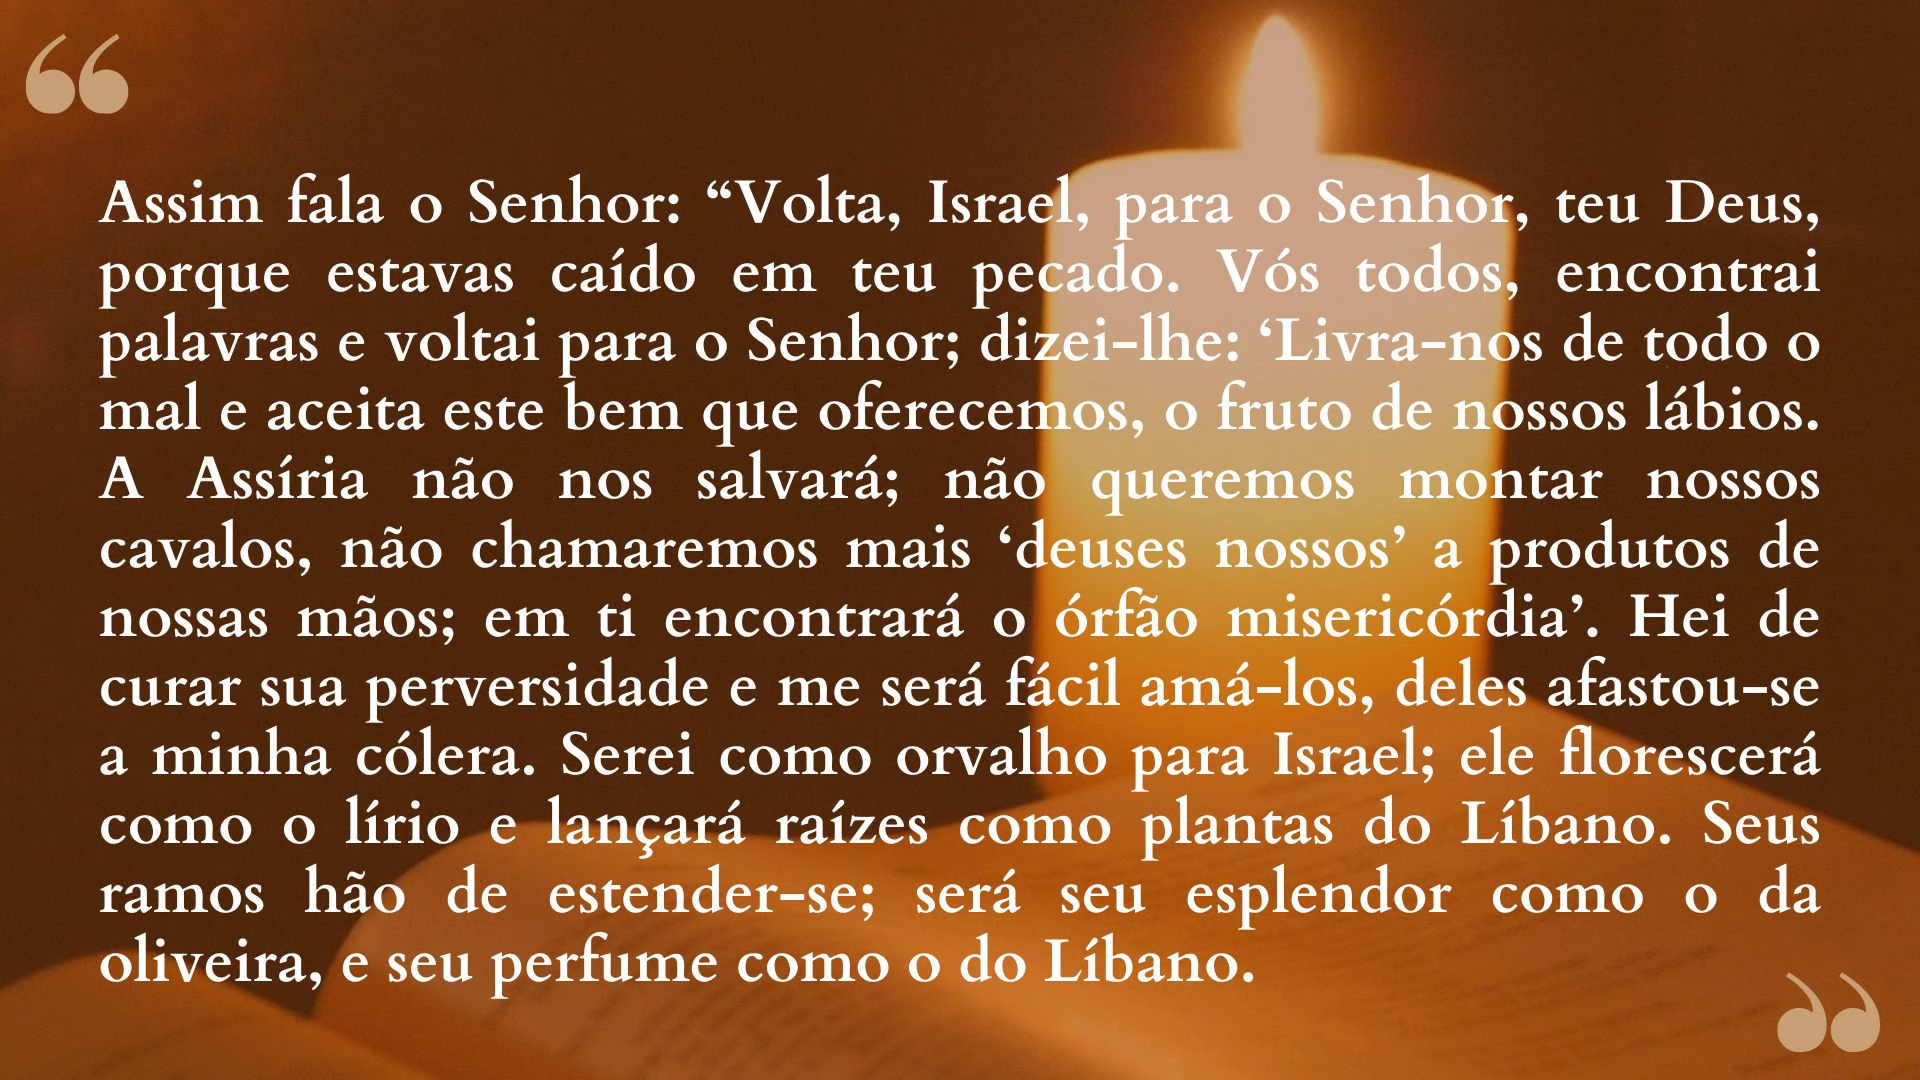 “
Assim fala o Senhor: “Volta, Israel, para o Senhor, teu Deus,
porque estavas caído em teu pecado. Vós todos, encontrai
palavras e voltai para o Senhor; dizei-lhe: ‘Livra-nos de todo o
mal e aceita este bem que oferecemos, o fruto de nossos lábios.
A Assíria não nos salvará; não queremos montar nossos
cavalos, não chamaremos mais ‘deuses nossos’ a produtos de
nossas mãos; em ti encontrará o órfão misericórdia’. Hei de
curar sua perversidade e me será fácil amá-los, deles afastou-se
a minha cólera. Serei como orvalho para Israel; ele florescerá
como o lírio e lançará raízes como plantas do Líbano. Seus
ramos hão de estender-se; será seu esplendor como o da
oliveira, e seu perfume como o do Líbano.
”